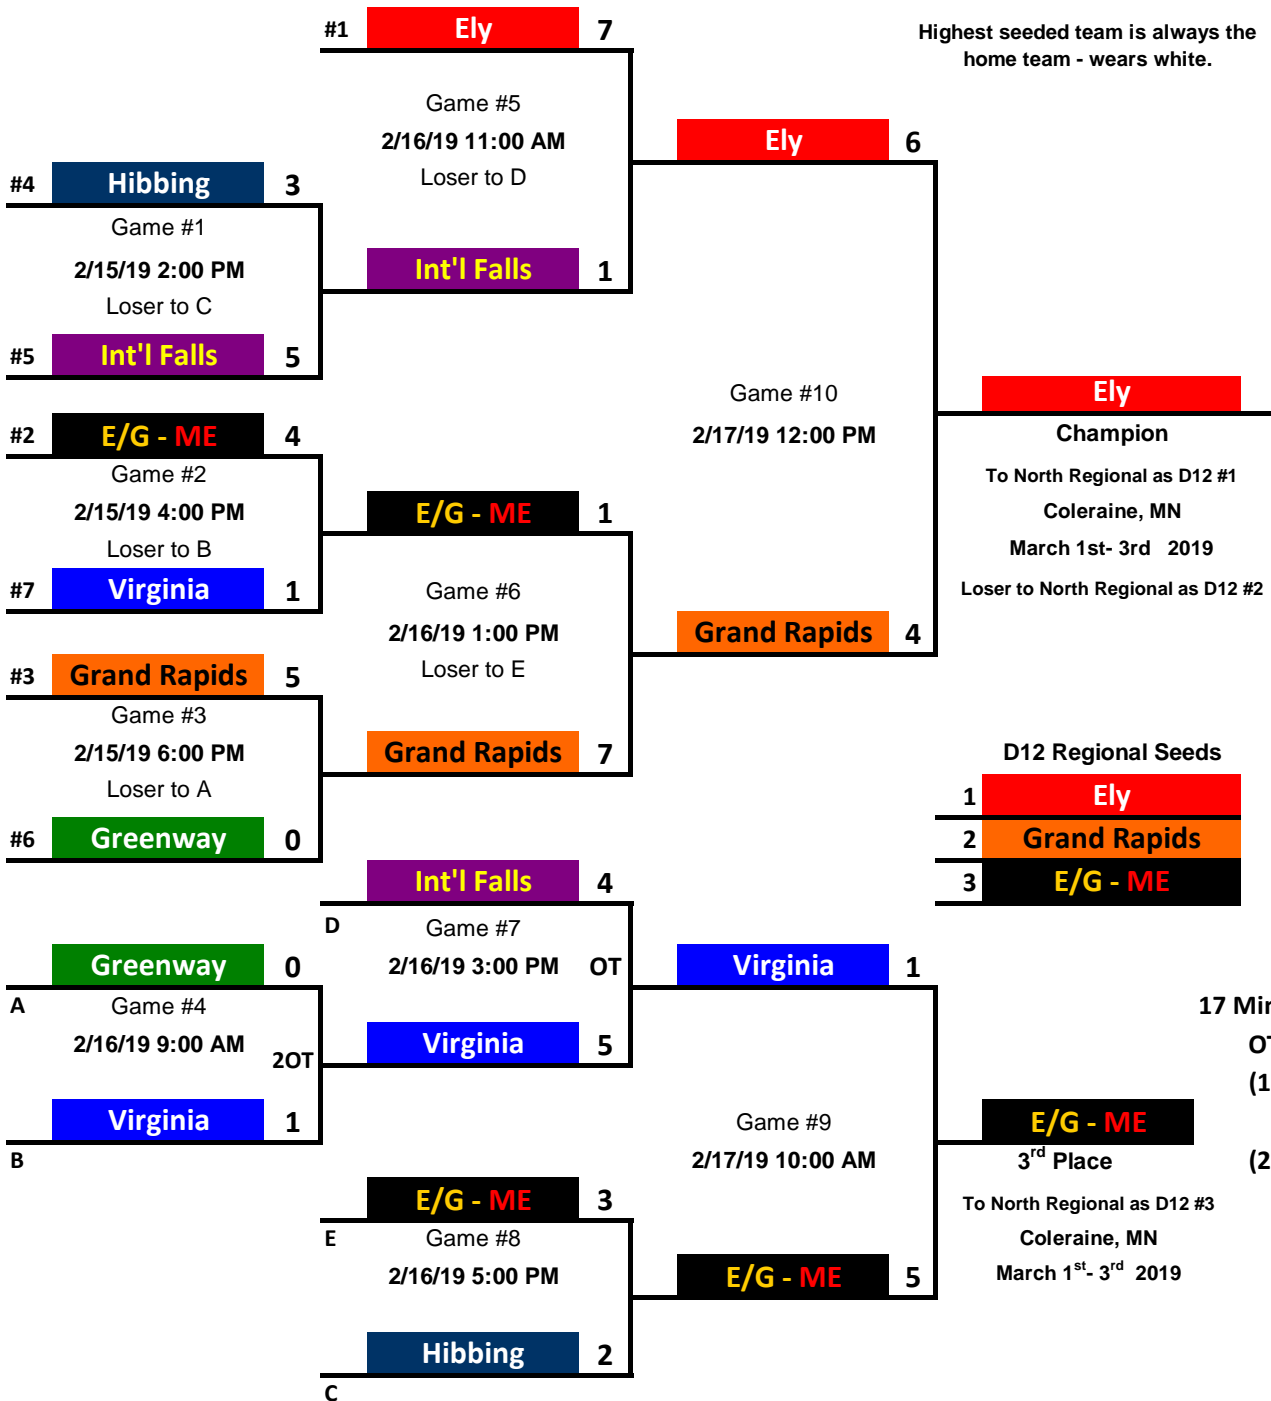 #1 Ely 7
Highest seeded team is always the
home team - wears white.
Game #5
2/16/19 11:00 AM
Loser to D
Ely 6
#4 Hibbing 3
Game #1
2/15/19 2:00 PM
Loser to C
Int'l Falls 1
#5 Int'l Falls 5
Game #10
2/17/19 12:00 PM
Ely
Champion
To North Regional as D12 #1
Coleraine, MN
March 1st- 3rd 2019
Loser to North Regional as D12 #2
#2 E/G - ME 4
Game #2
2/15/19 4:00 PM
Loser to B
#7 Virginia 1
E/G - ME 1
Game #6
2/16/19 1:00 PM
Loser to E
Grand Rapids 4
#3 Grand Rapids 5
Game #3
2/15/19 6:00 PM
Loser to A
#6 Greenway 0
Grand Rapids 7
D12 Regional Seeds
1 Ely
2 Grand Rapids
3 E/G - ME
Int'l Falls 4
D
Game #7
2/16/19 3:00 PM OT
Virginia 5
Virginia 1
Greenway 0
A
Game #4
2/16/19 9:00 AM
2OT
Virginia 1
B
17 Min
OT
(1
(2
Game #9
2/17/19 10:00 AM
E/G - ME
3rd Place
To North Regional as D12 #3
Coleraine, MN
March 1st- 3rd 2019
E/G - ME 3
E
Game #8
2/16/19 5:00 PM
E/G - ME 5
Hibbing 2
C